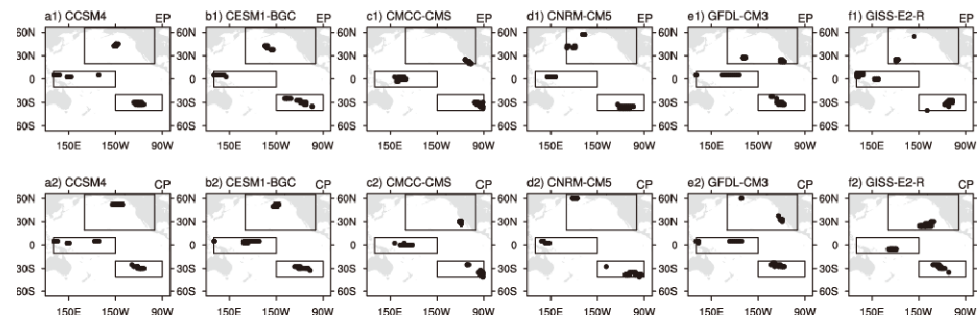 a1) CCSM4 EP b1) CESM1-BGC EP c1) CMCC-CMS EP d1) CNRM-CM5 EP e1) GFDL-CM3 EP f1) GISS-E2-R EP
60N 60N 60N 60N 60N 60N
30N 30N 30N 30N 30N 30N
0 0 0 0 0 0
30S 30S 30S 30S 30S 30S
60S 60S 60S 60S 60S 60S
150E 150W 90W 150E 150W 90W 150E 150W 90W 150E 150W 90W 150E 150W 90W 150E 150W 90W
a2) CCSM4 CP b2) CESM1-BGC CP c2) CMCC-CMS CP d2) CNRM-CM5 CP e2) GFDL-CM3 CP f2) GISS-E2-R CP
60N 60N 60N 60N 60N 60N
30N 30N 30N 30N 30N 30N
0 0 0 0 0 0
30S 30S 30S 30S 30S 30S
60S 60S 60S 60S 60S 60S
150E 150W 90W 150E 150W 90W 150E 150W 90W 150E 150W 90W 150E 150W 90W 150E 150W 90W